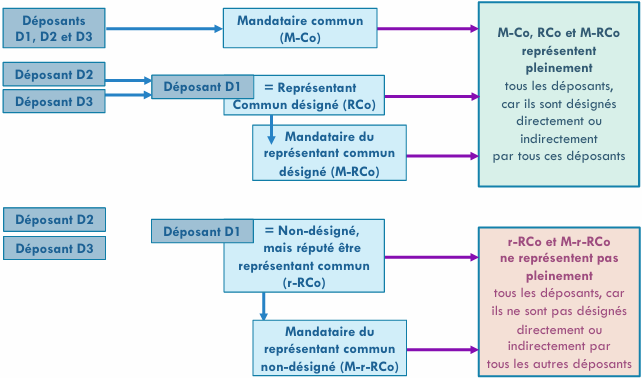 Déposants
D1, D2 et D3
Mandataire commun
(M-Co)
Déposant D2
Déposant D3
Déposant D1
= Représentant
Commun désigné (RCo)
Mandataire du
représentant commun
désigné (M-RCo)
M-Co, RCo et M-RCo
représentent
pleinement
tous les déposants,
car ils sont désignés
directement ou
indirectement
par tous ces déposants
Déposant D2
Déposant D3
Déposant D1
= Non-désigné,
mais réputé être
représentant commun
(r-RCo)
Mandataire du
représentant commun
non-désigné (M-r-RCo)
r-RCo et M-r-RCo
ne représentent pas
pleinement
tous les déposants, car
ils ne sont pas désignés
directement ou
indirectement par
tous les autres déposants